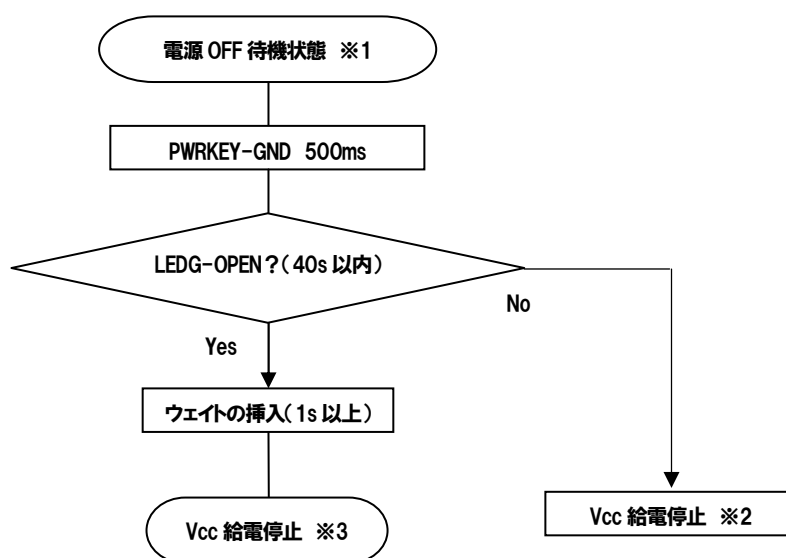 電源 OFF 待機状態 ※1
PWRKEY-GND 500ms
LEDG-OPEN？（40s 以内）
No
Yes
ウェイトの挿入（1s 以上）
Vcc 給電停止 ※2
Vcc 給電停止 ※3